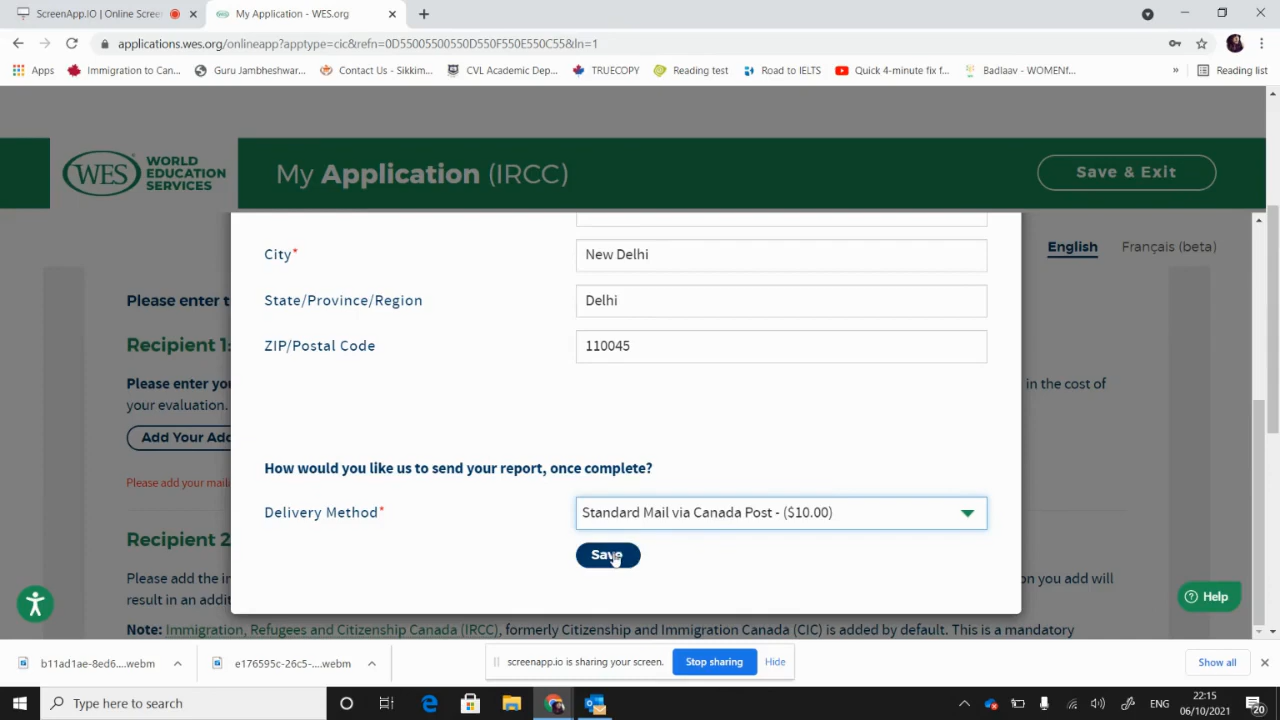 ScreenApp.IO | Online Scree
My Application - WES.org
applications.wes.org/onlineapp?apptype=cic&refn=0D55005500550D550F550E550C55&ln=1
Apps
Immigration to Can...
Guru Jambheshwar...
Contact Us - Sikkim...
CVL Academic Dep...
TRUECOPY
Reading test
Road to IELTS
Quick 4-minute fix f...
Badlaav - WOMENf...
»
Reading list
WES
WORLD
EDUCATION
SERVICES
My Application (IRCC)
Save & Exit
English
Français (beta)
Please enter t
Recipient 1:
Please enter you
in the cost of
your evaluation.
Add Your Add
Please add your maili
Recipient 2
Please add the i
on you add will
result in an addit
Note: Immigration, Refugees and Citizenship Canada (IRCC), formerly Citizenship and Immigration Canada (CIC) is added by default. This is a mandatory
City*
New Delhi
State/Province/Region
Delhi
ZIP/Postal Code
110045
How would you like us to send your report, once complete?
Delivery Method*
Standard Mail via Canada Post - ($10.00)
Save
Help
b11ad1ae-8ed6....webm
e176595c-26c5-....webm
screenapp.io is sharing your screen.
Stop sharing
Hide
Show all
Type here to search
ENG
22:15
06/10/2021
20